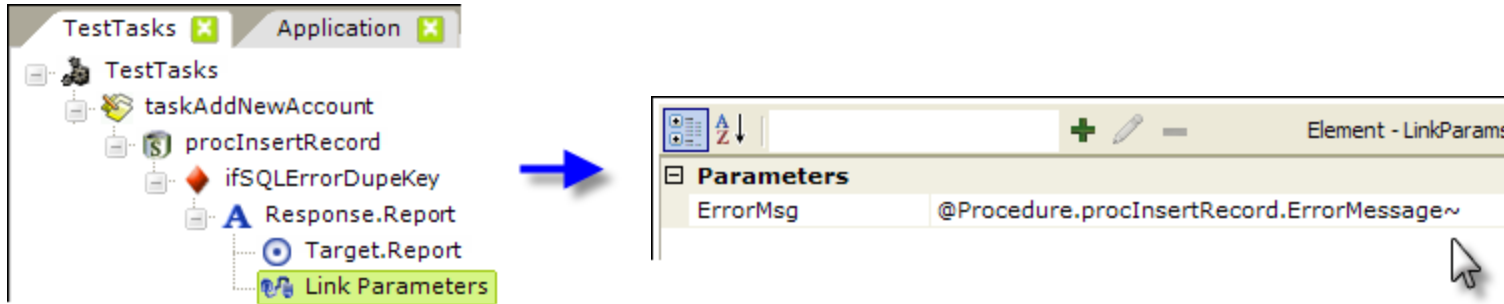 TestTasks
Application
TestTasks
taskAddNewAccount
procInsertRecord
ifSQLErrorDupeKey
Response.Report
Target.Report
Link Parameters
Element - LinkParams
Parameters
ErrorMsg @Procedure.procInsertRecord.ErrorMessage~